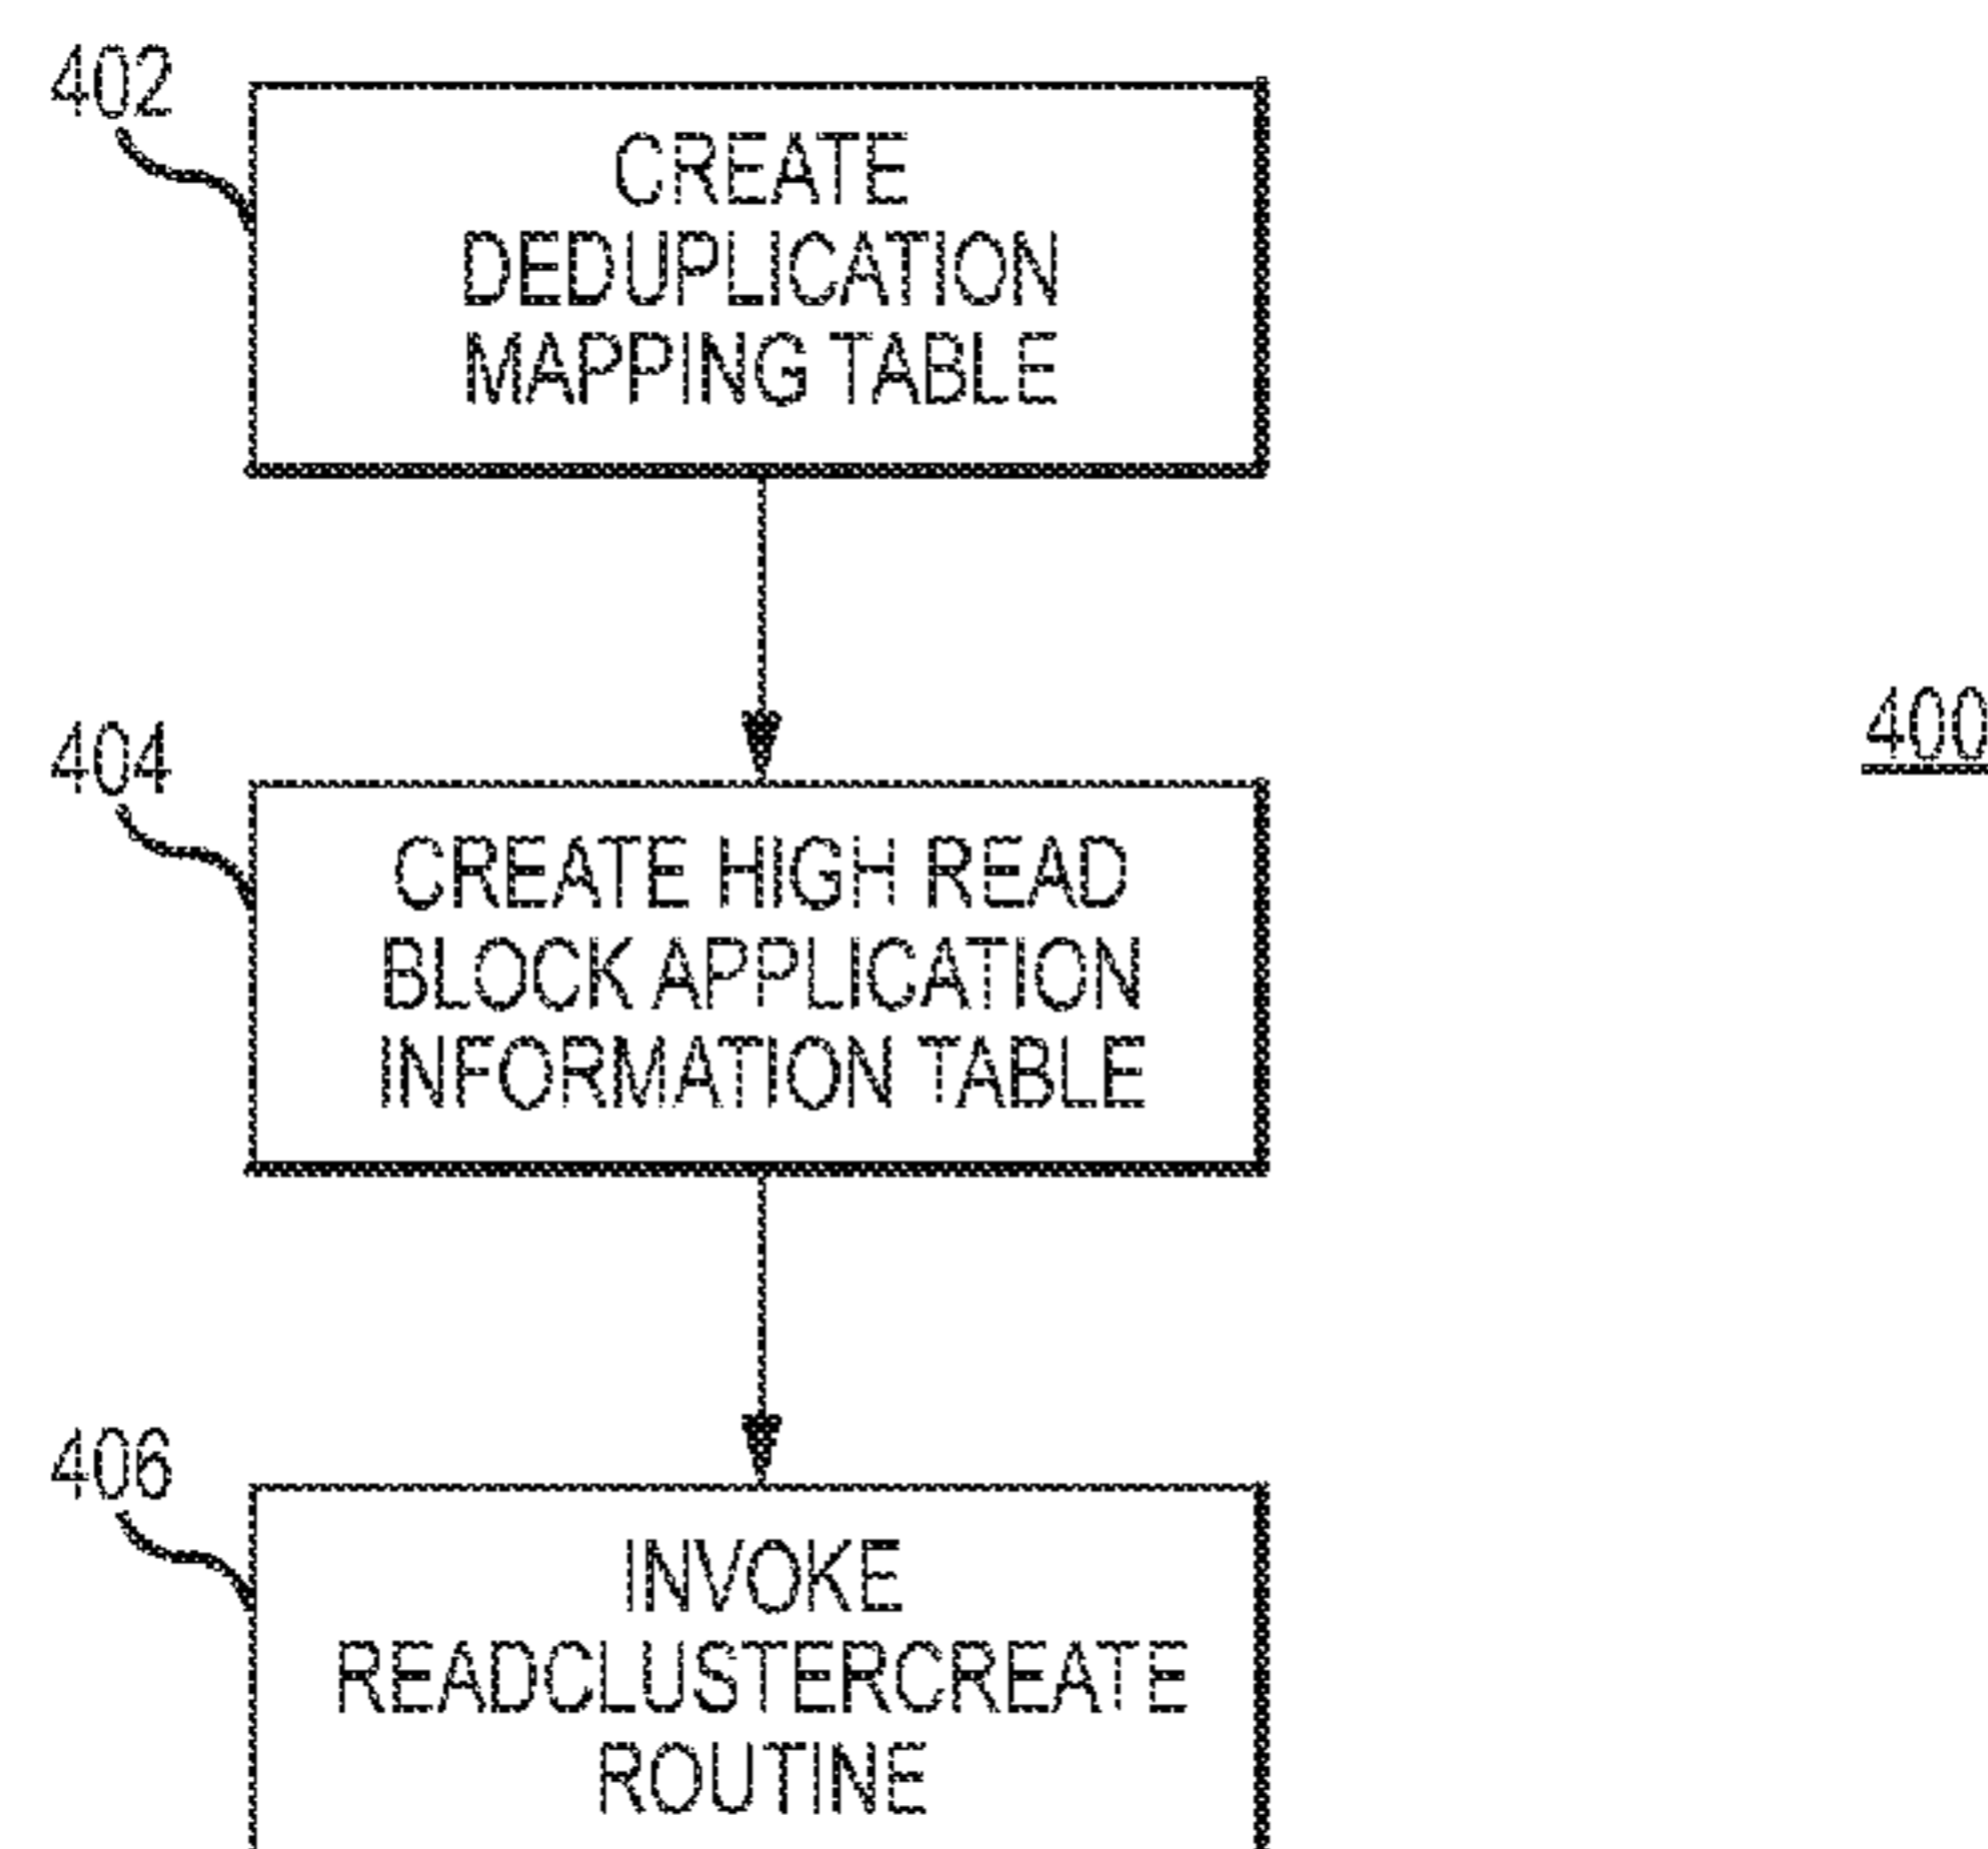 402
CREATE
DEDUPLICATION
MAPPING TABLE
404
400
CREATE HIGH READ
BLOCK APPLICATION
INFORMATION TABLE
406
INVOKE
READCLUSTERCREATE
ROUTINE